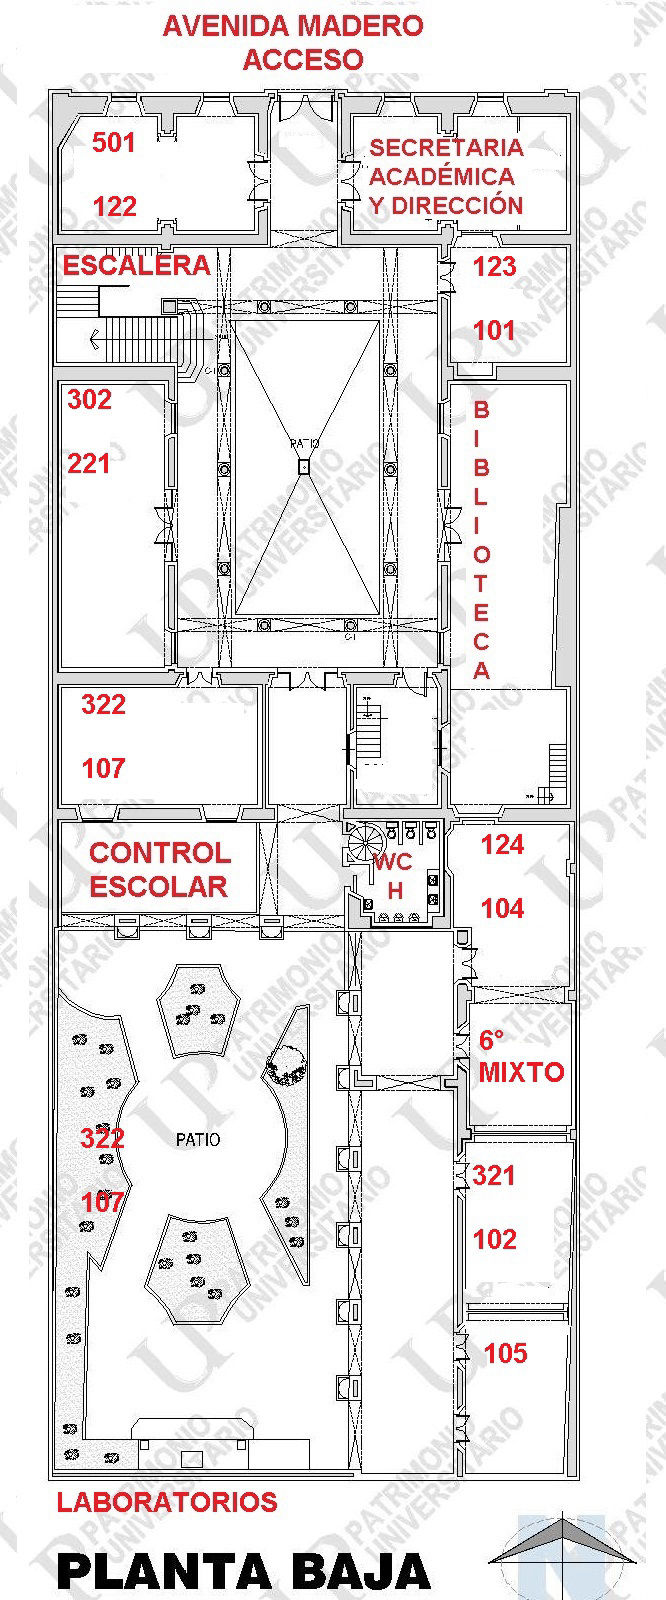 AVENIDA MADERO
ACCESO
501
122
SECRETARIA
ACADÉMICA
Y DIRECCIÓN
ESCALERA
123
101
302
221
PATIO
BIBLIOTECA
322
107
CONTROL
ESCOLAR
WC
H
124
104
6°
MIXTO
322
107
PATIO
321
102
105
LABORATORIOS
PLANTA BAJA
N
PATRIMONIO
UNIVERSITARIO
UP